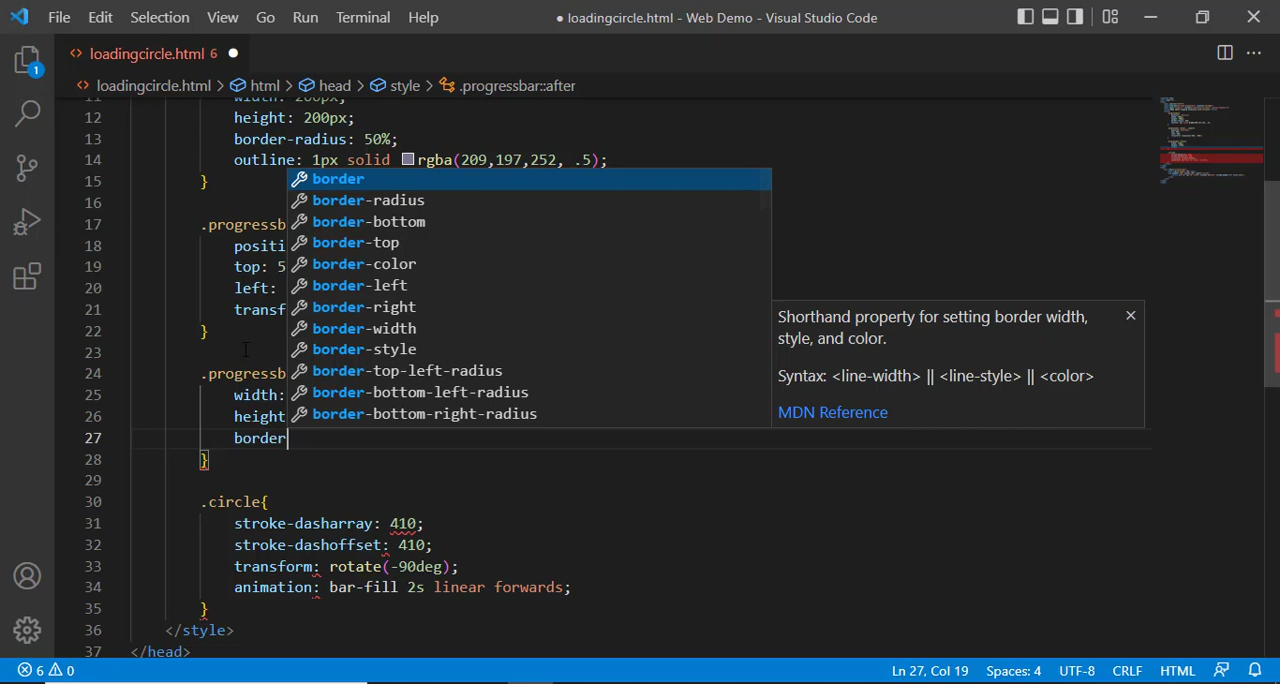 File Edit Selection View Go Run Terminal Help ● loadingcircle.html - Web Demo - Visual Studio Code
<> loadingcircle.html 6 ●
1
<> loadingcircle.html > html > head > style > .progressbar::after
11 width: 200px;
12 height: 200px;
13 border-radius: 50%;
14 outline: 1px solid rgba(209,197,252, .5);
15 }
16
17 .progressb
18 positi
19 top: 5
20 left:
21 transf
22 }
23
24 .progressb
25 width:
26 height
27 border
28 }
29
30 .circle{
31 stroke-dasharray: 410;
32 stroke-dashoffset: 410;
33 transform: rotate(-90deg);
34 animation: bar-fill 2s linear forwards;
35 }
36 </style>
37 </head>
border
border-radius
border-bottom
border-top
border-color
border-left
border-right
border-width
border-style
border-top-left-radius
border-bottom-left-radius
border-bottom-right-radius
Shorthand property for setting border width,
style, and color.
Syntax: <line-width> || <line-style> || <color>
MDN Reference
6 0 Ln 27, Col 19 Spaces: 4 UTF-8 CRLF HTML